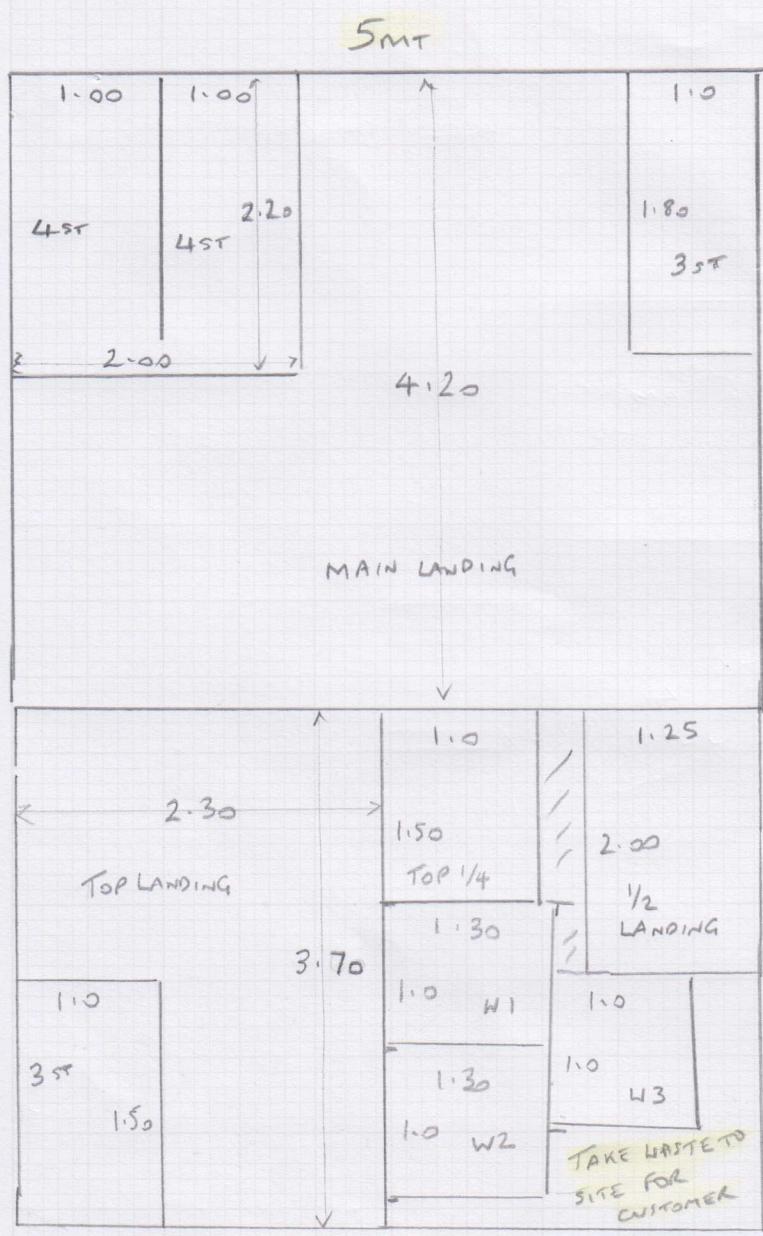 5MT
1.00 1.00 1.0
2.20 1.80
4ST 4ST 3ST
2.00
4.20
MAIN LANDING
1.0 1.25
2.30
1.50 2.00
TOP LANDING TOP 1/4 1/2
LANDING
1.30
3.70
1.0 1.0 W1 1.0
3ST 1.30 1.0
1.50 1.0 W2 W3
TAKE WASTE TO
SITE FOR
CUSTOMER